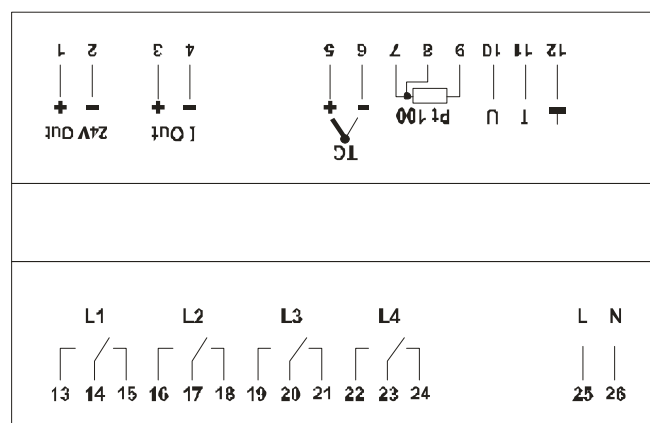 1 2 3 4 5 6 7 8 9 10 11 12
+ - + - + -
24V Out I Out Pt 100 U T
TC
L1 L2 L3 L4 L N
13 14 15 16 17 18 19 20 21 22 23 24 25 26